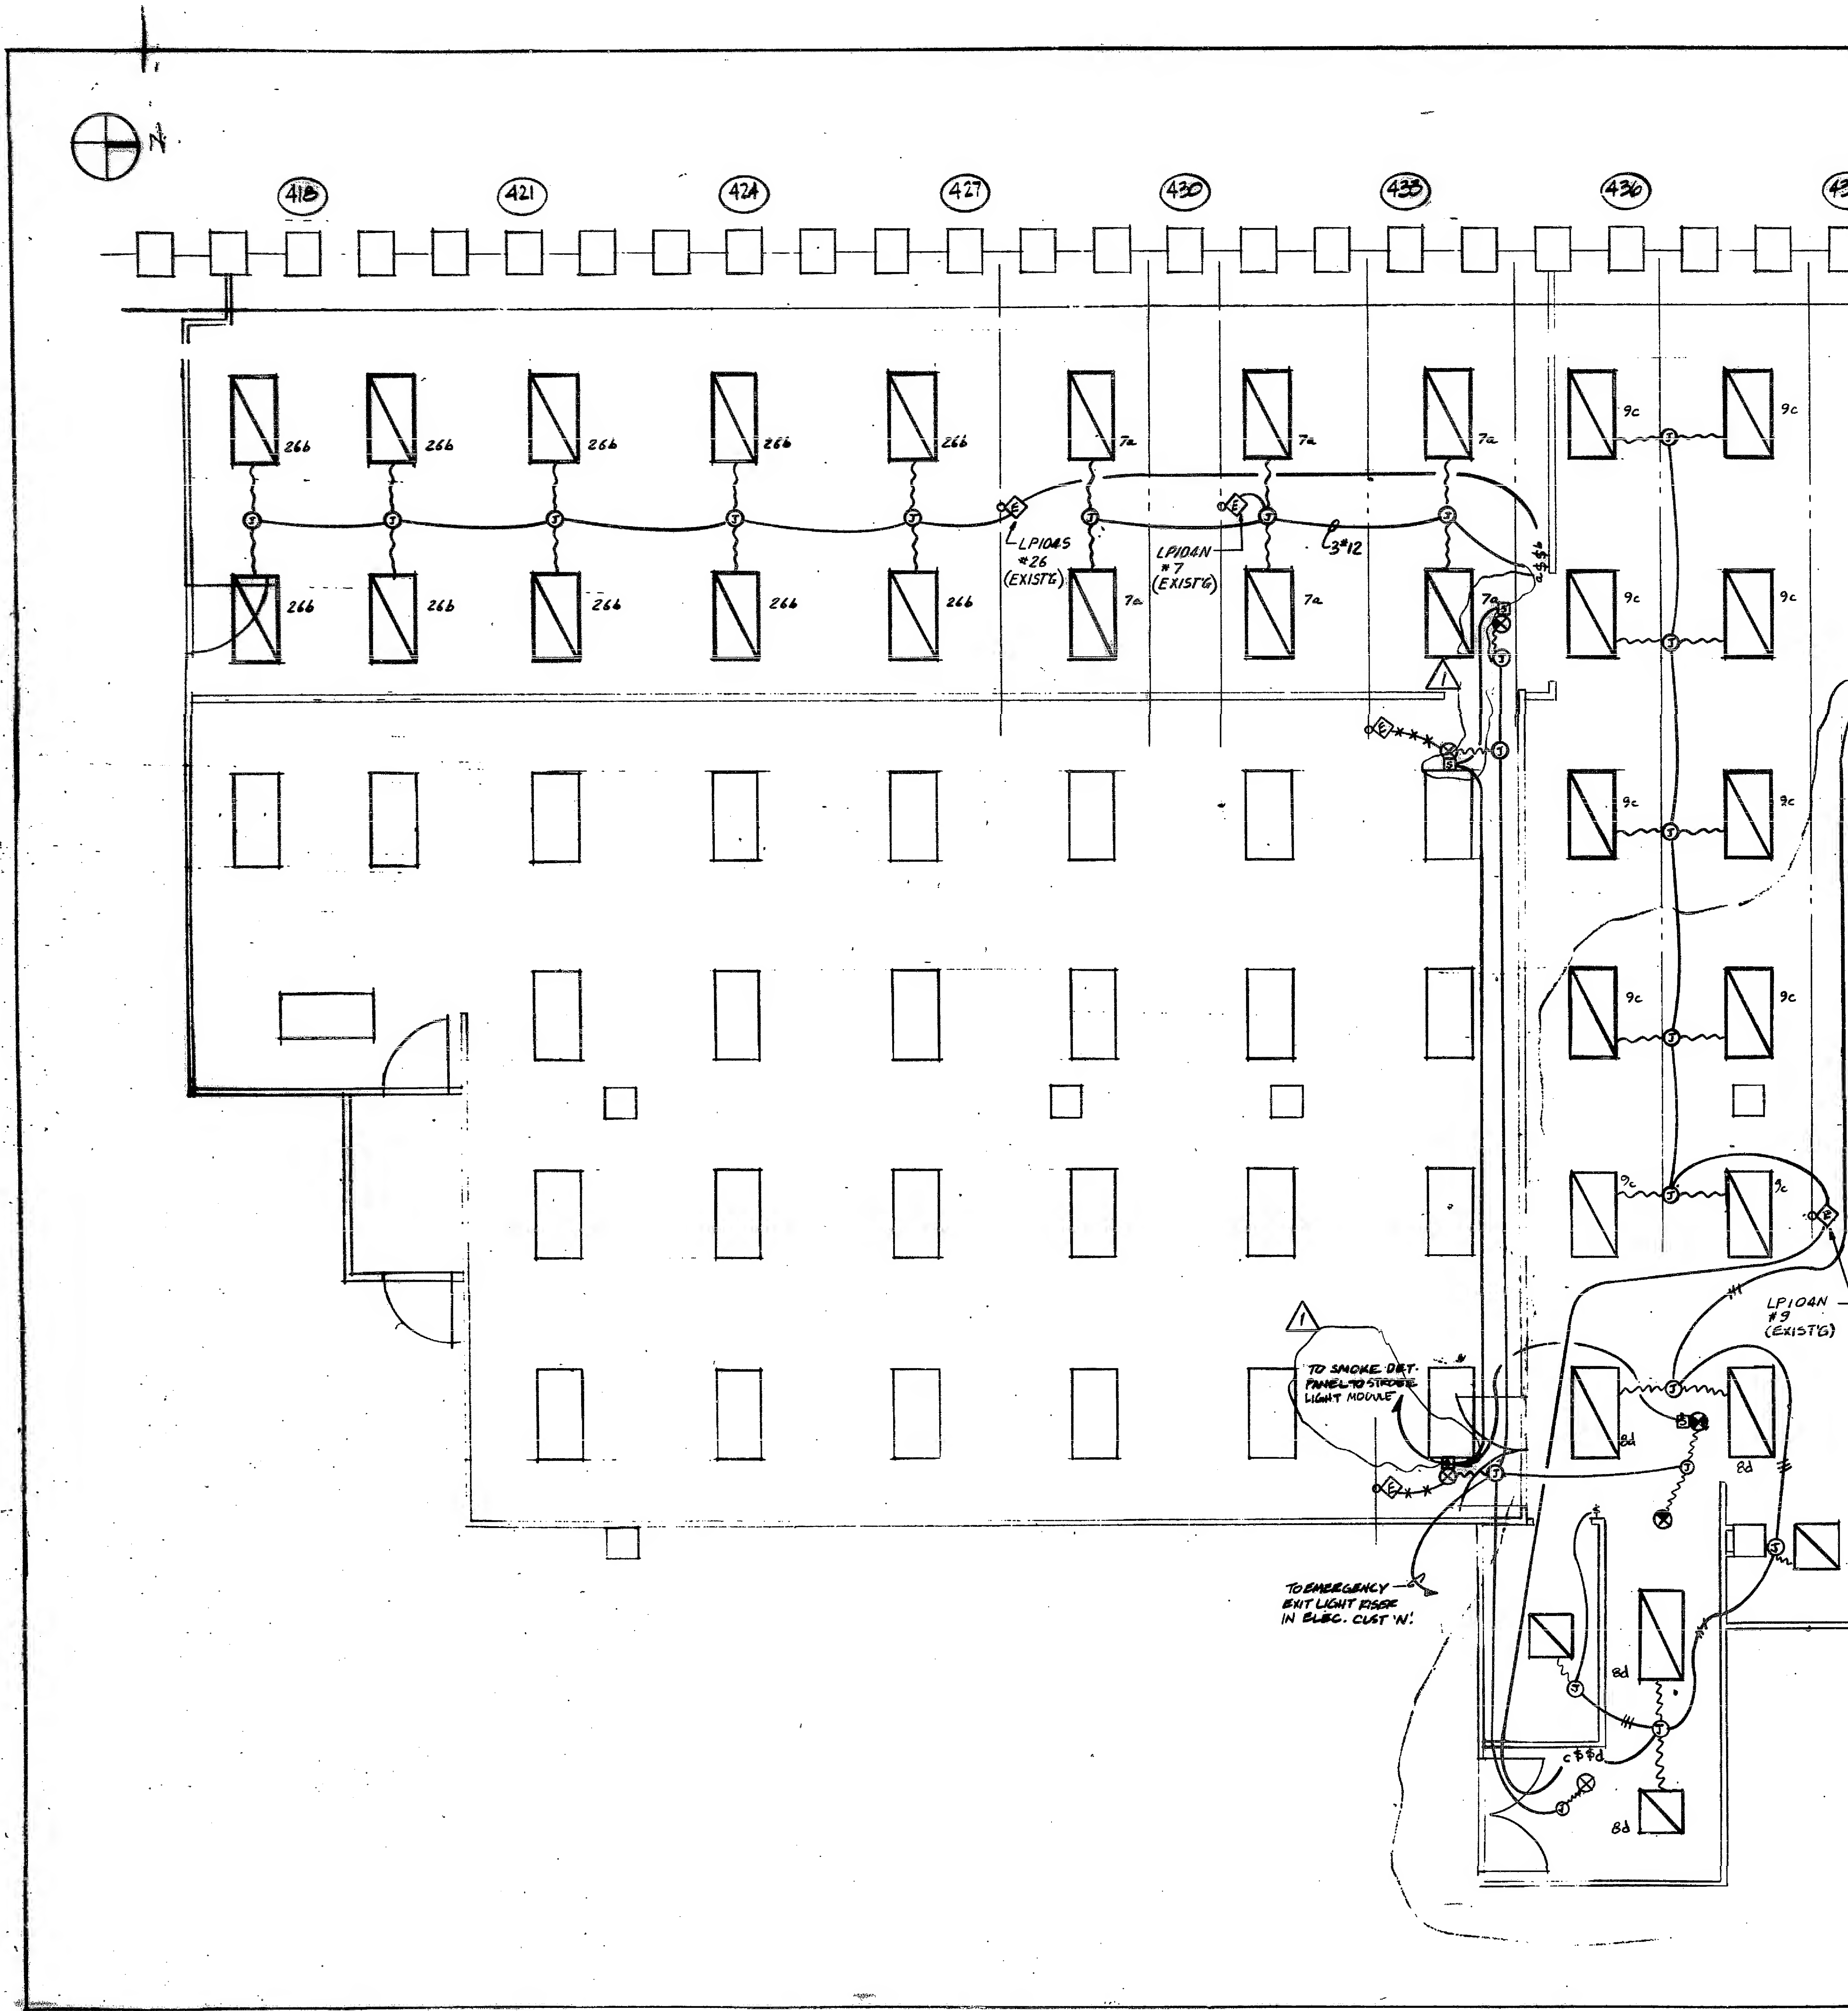 N
418 421 424 427 430 433 436
9c 9c
26b 26b 26b 26b 26b 7a 7a 7a
J
E E
J J J J J J J J
LP104S
#26
(EXIST'G)
LP104N
#7
(EXIST'G)
3#12
a$$b
26b 26b 26b 26b 26b 7a 7a 7a
9c 9c
S
J
J
1
E
J
S
9c 9c
J
9c 9c
J
9c 9c
J
E
LP104N
#9
(EXIST'G)
1
TO SMOKE DET.
PANEL TO STROBE
LIGHT MODULE
J
S
8d 8d
J
J
E
$
J
TO EMERGENCY
EXIT LIGHT RISER
IN ELEC. CLST 'N'.
8d
J
J
c$$d
J
8d